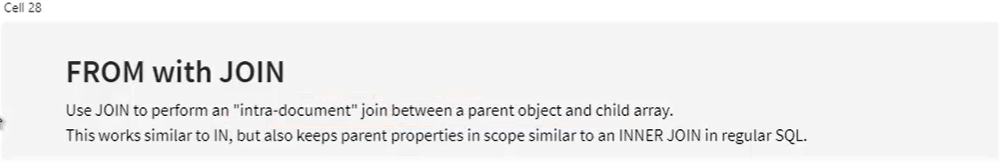 Cell 28
FROM with JOIN
Use JOIN to perform an "intra-document" join between a parent object and child array.
This works similar to IN, but also keeps parent properties in scope similar to an INNER JOIN in regular SQL.